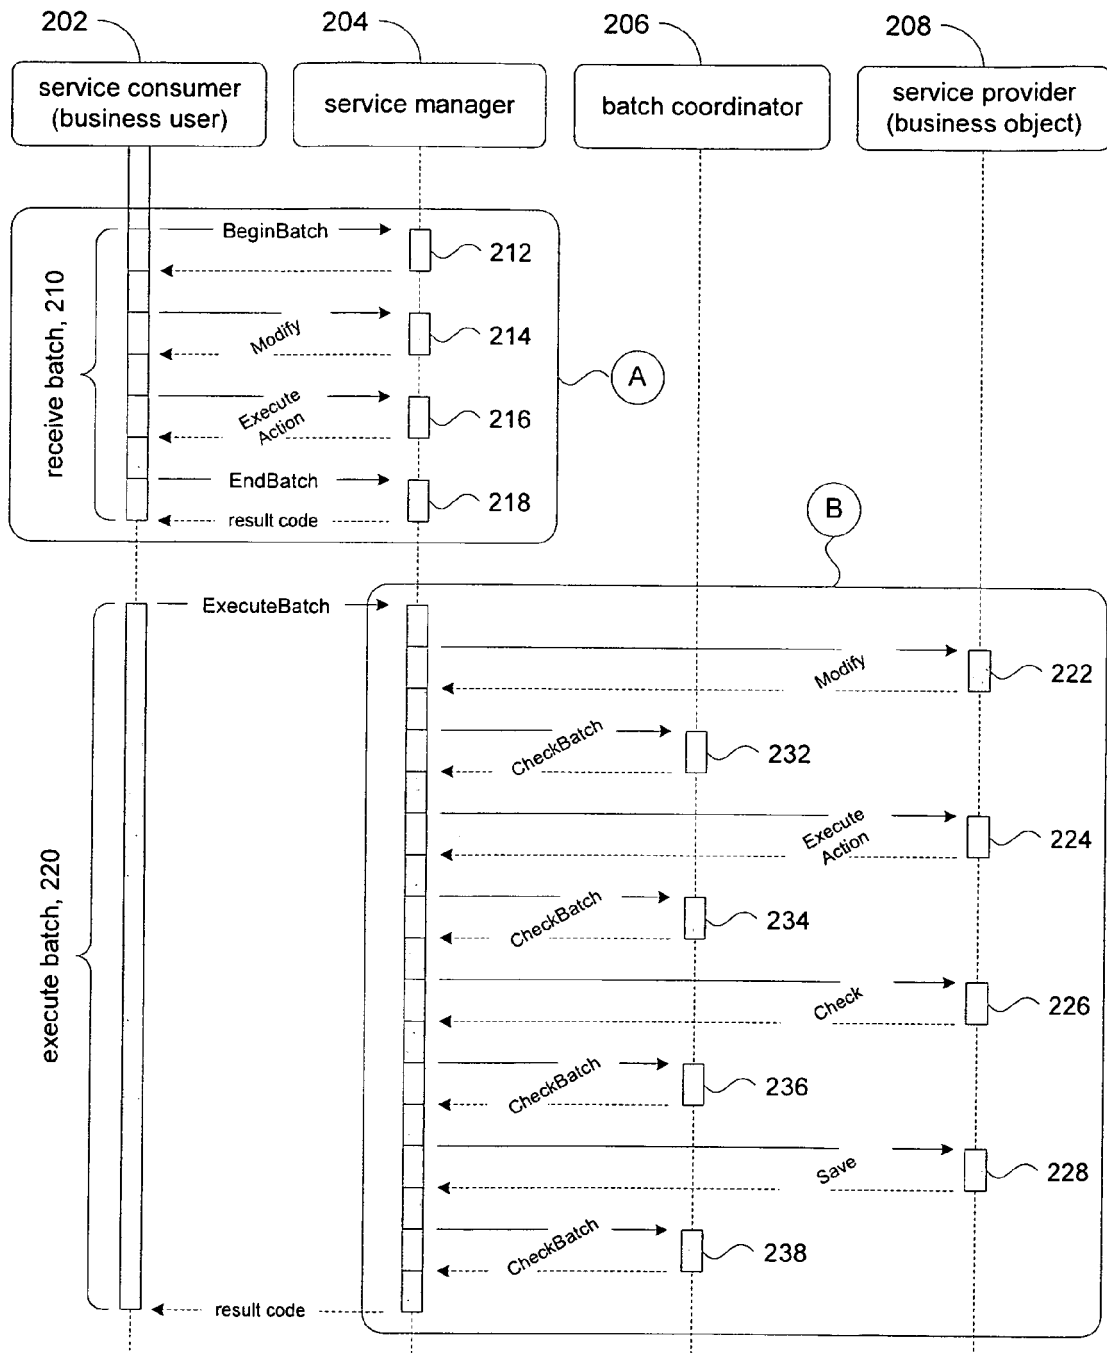 202
204
206
208
service consumer
(business user)
service manager
batch coordinator
service provider
(business object)
receive batch, 210
BeginBatch
212
Modify
214
A
Execute
Action
216
EndBatch
218
result code
B
execute batch, 220
ExecuteBatch
Modify
222
CheckBatch
232
Execute
Action
224
CheckBatch
234
Check
226
CheckBatch
236
Save
228
CheckBatch
238
result code